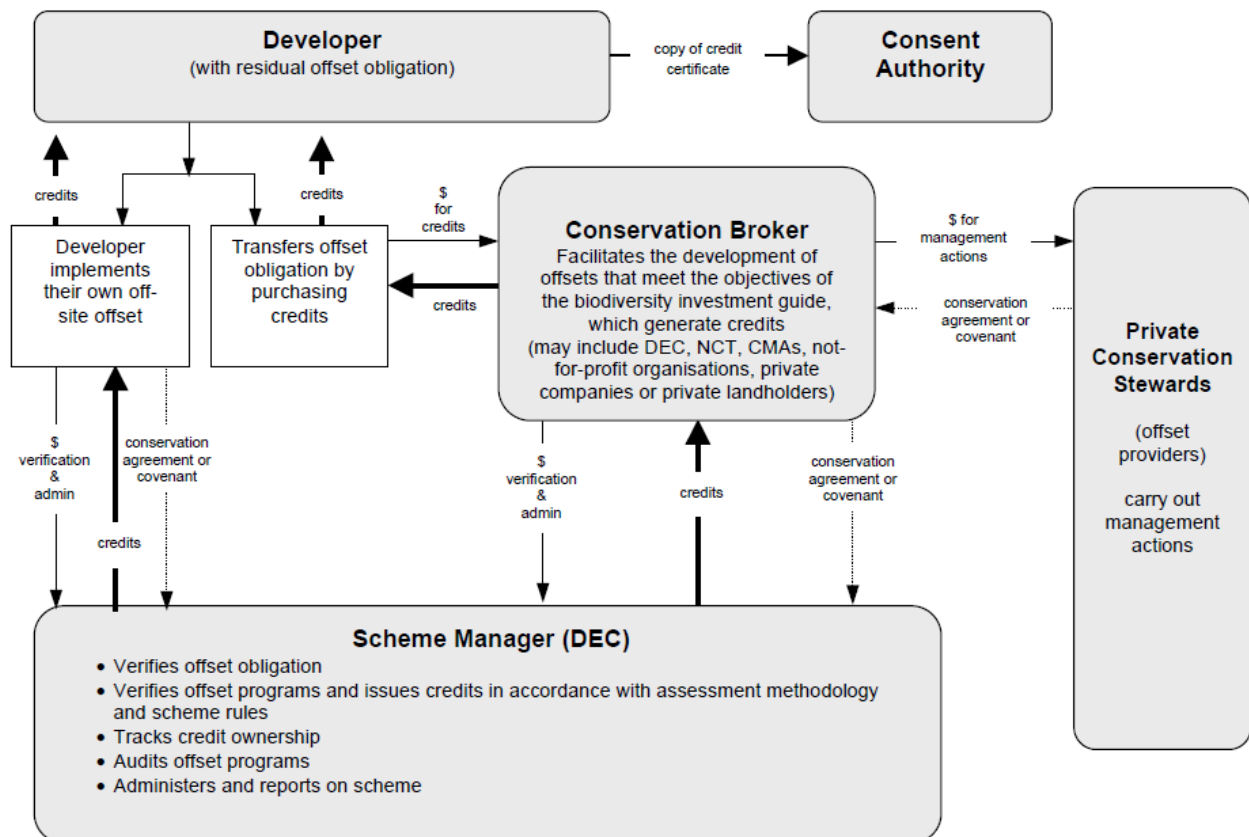 Developer
(with residual offset obligation)
copy of credit
certificate
Consent
Authority
credits
credits
$
for
credits
Developer
implements
their own off-
site offset
Transfers offset
obligation by
purchasing
credits
credits
Conservation Broker
Facilitates the development of
offsets that meet the objectives of
the biodiversity investment guide,
which generate credits
(may include DEC, NCT, CMAs, not-
for-profit organisations, private
companies or private landholders)
$ for
management
actions
conservation
agreement or
covenant
Private
Conservation
Stewards
(offset
providers)
carry out
management
actions
$
verification
&
admin
credits
conservation
agreement or
covenant
$
verification
&
admin
credits
conservation
agreement or
covenant
Scheme Manager (DEC)
• Verifies offset obligation
• Verifies offset programs and issues credits in accordance with assessment methodology
and scheme rules
• Tracks credit ownership
• Audits offset programs
• Administers and reports on scheme